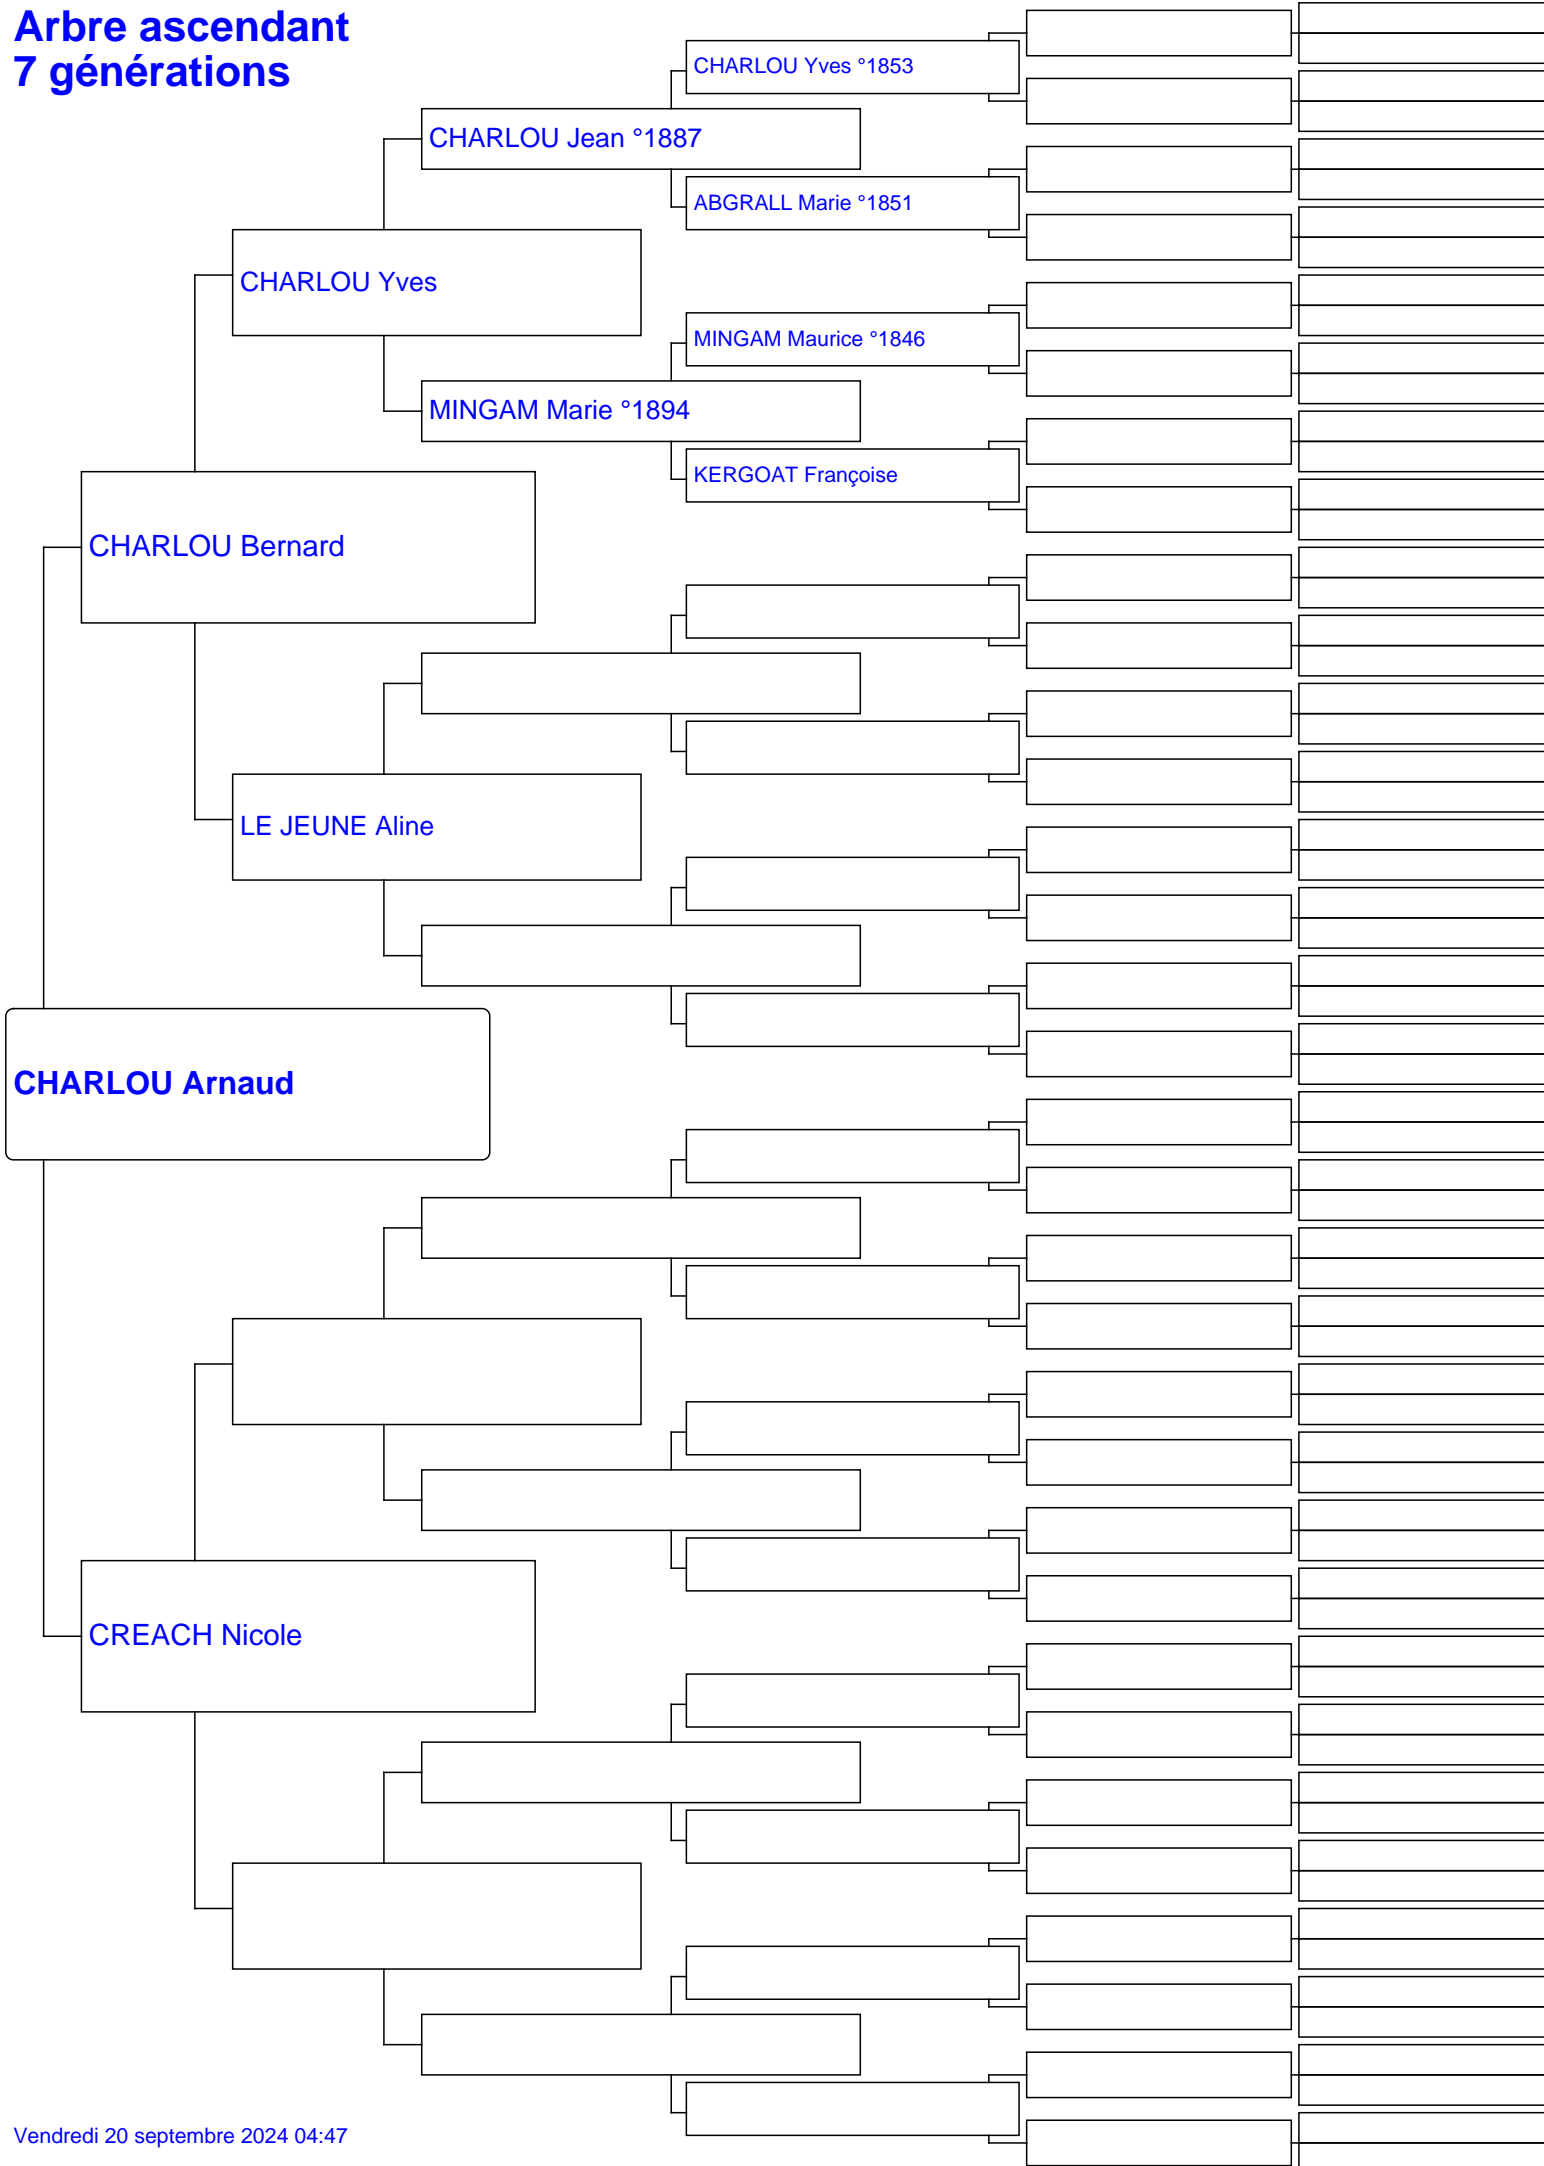 Arbre ascendant
7 générations
CHARLOU Yves °1853
CHARLOU Jean °1887
ABGRALL Marie °1851
CHARLOU Yves
MINGAM Maurice °1846
MINGAM Marie °1894
KERGOAT Françoise
CHARLOU Bernard
LE JEUNE Aline
CHARLOU Arnaud
CREACH Nicole
Vendredi 20 septembre 2024 04:47